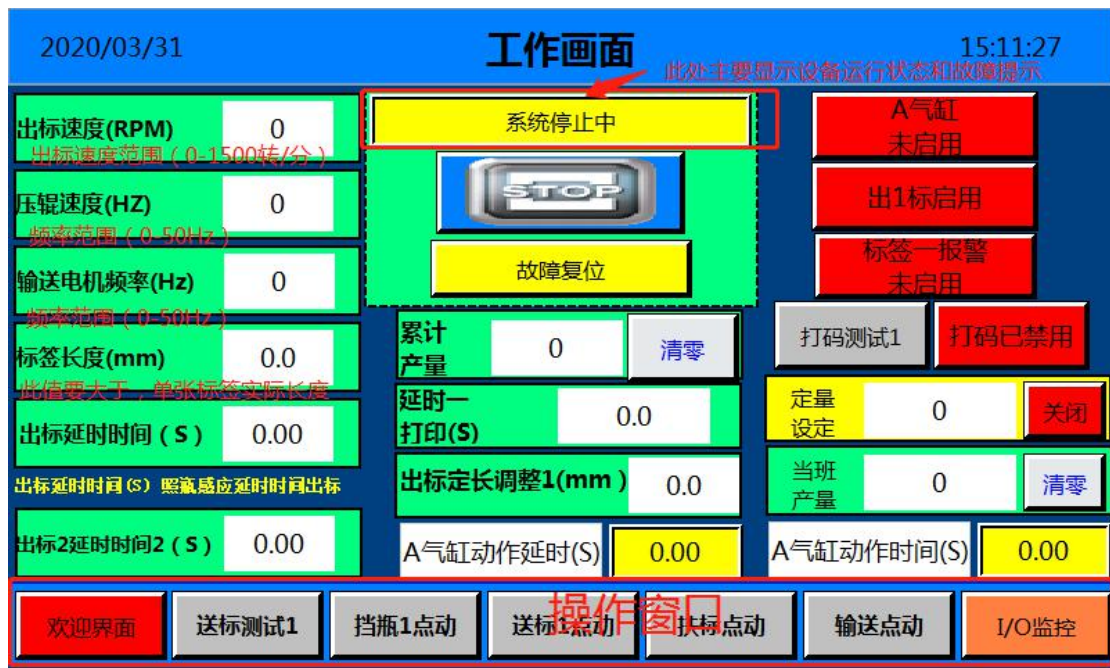 2020/03/31
工作画面
15:11:27
此处主要显示设备运行状态和故障提示
出标速度(RPM)
0
出标速度范围（0-1500转/分）
压辊速度(HZ)
0
频率范围（0-50Hz）
输送电机频率(Hz)
0
频率范围（0-50Hz）
标签长度(mm)
0.0
此值要大于，单张标签实际长度
出标延时时间（S）
0.00
出标延时时间(S) 照瓶感应延时时间出标
出标2延时时间2（S）
0.00
系统停止中
STOP
故障复位
累计
产量
0
清零
延时一
打印(S)
0.0
出标定长调整1(mm）
0.0
A气缸动作延时(S)
0.00
A气缸
未启用
出1标启用
标签一报警
未启用
打码测试1
打码已禁用
定量
设定
0
关闭
当班
产量
0
清零
A气缸动作时间(S)
0.00
操作窗口
欢迎界面
送标测试1
挡瓶1点动
送标1点动
扶标点动
输送点动
I/O监控